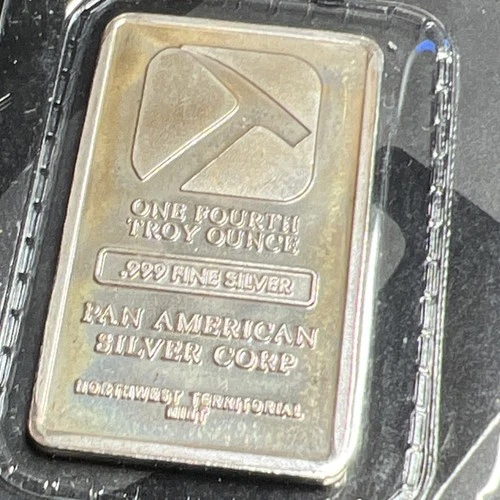 ONE FOURTH
TROY OUNCE
.999 FINE SILVER
PAN AMERICAN
SILVER CORP
NORTHWEST TERRITORIAL
MINT